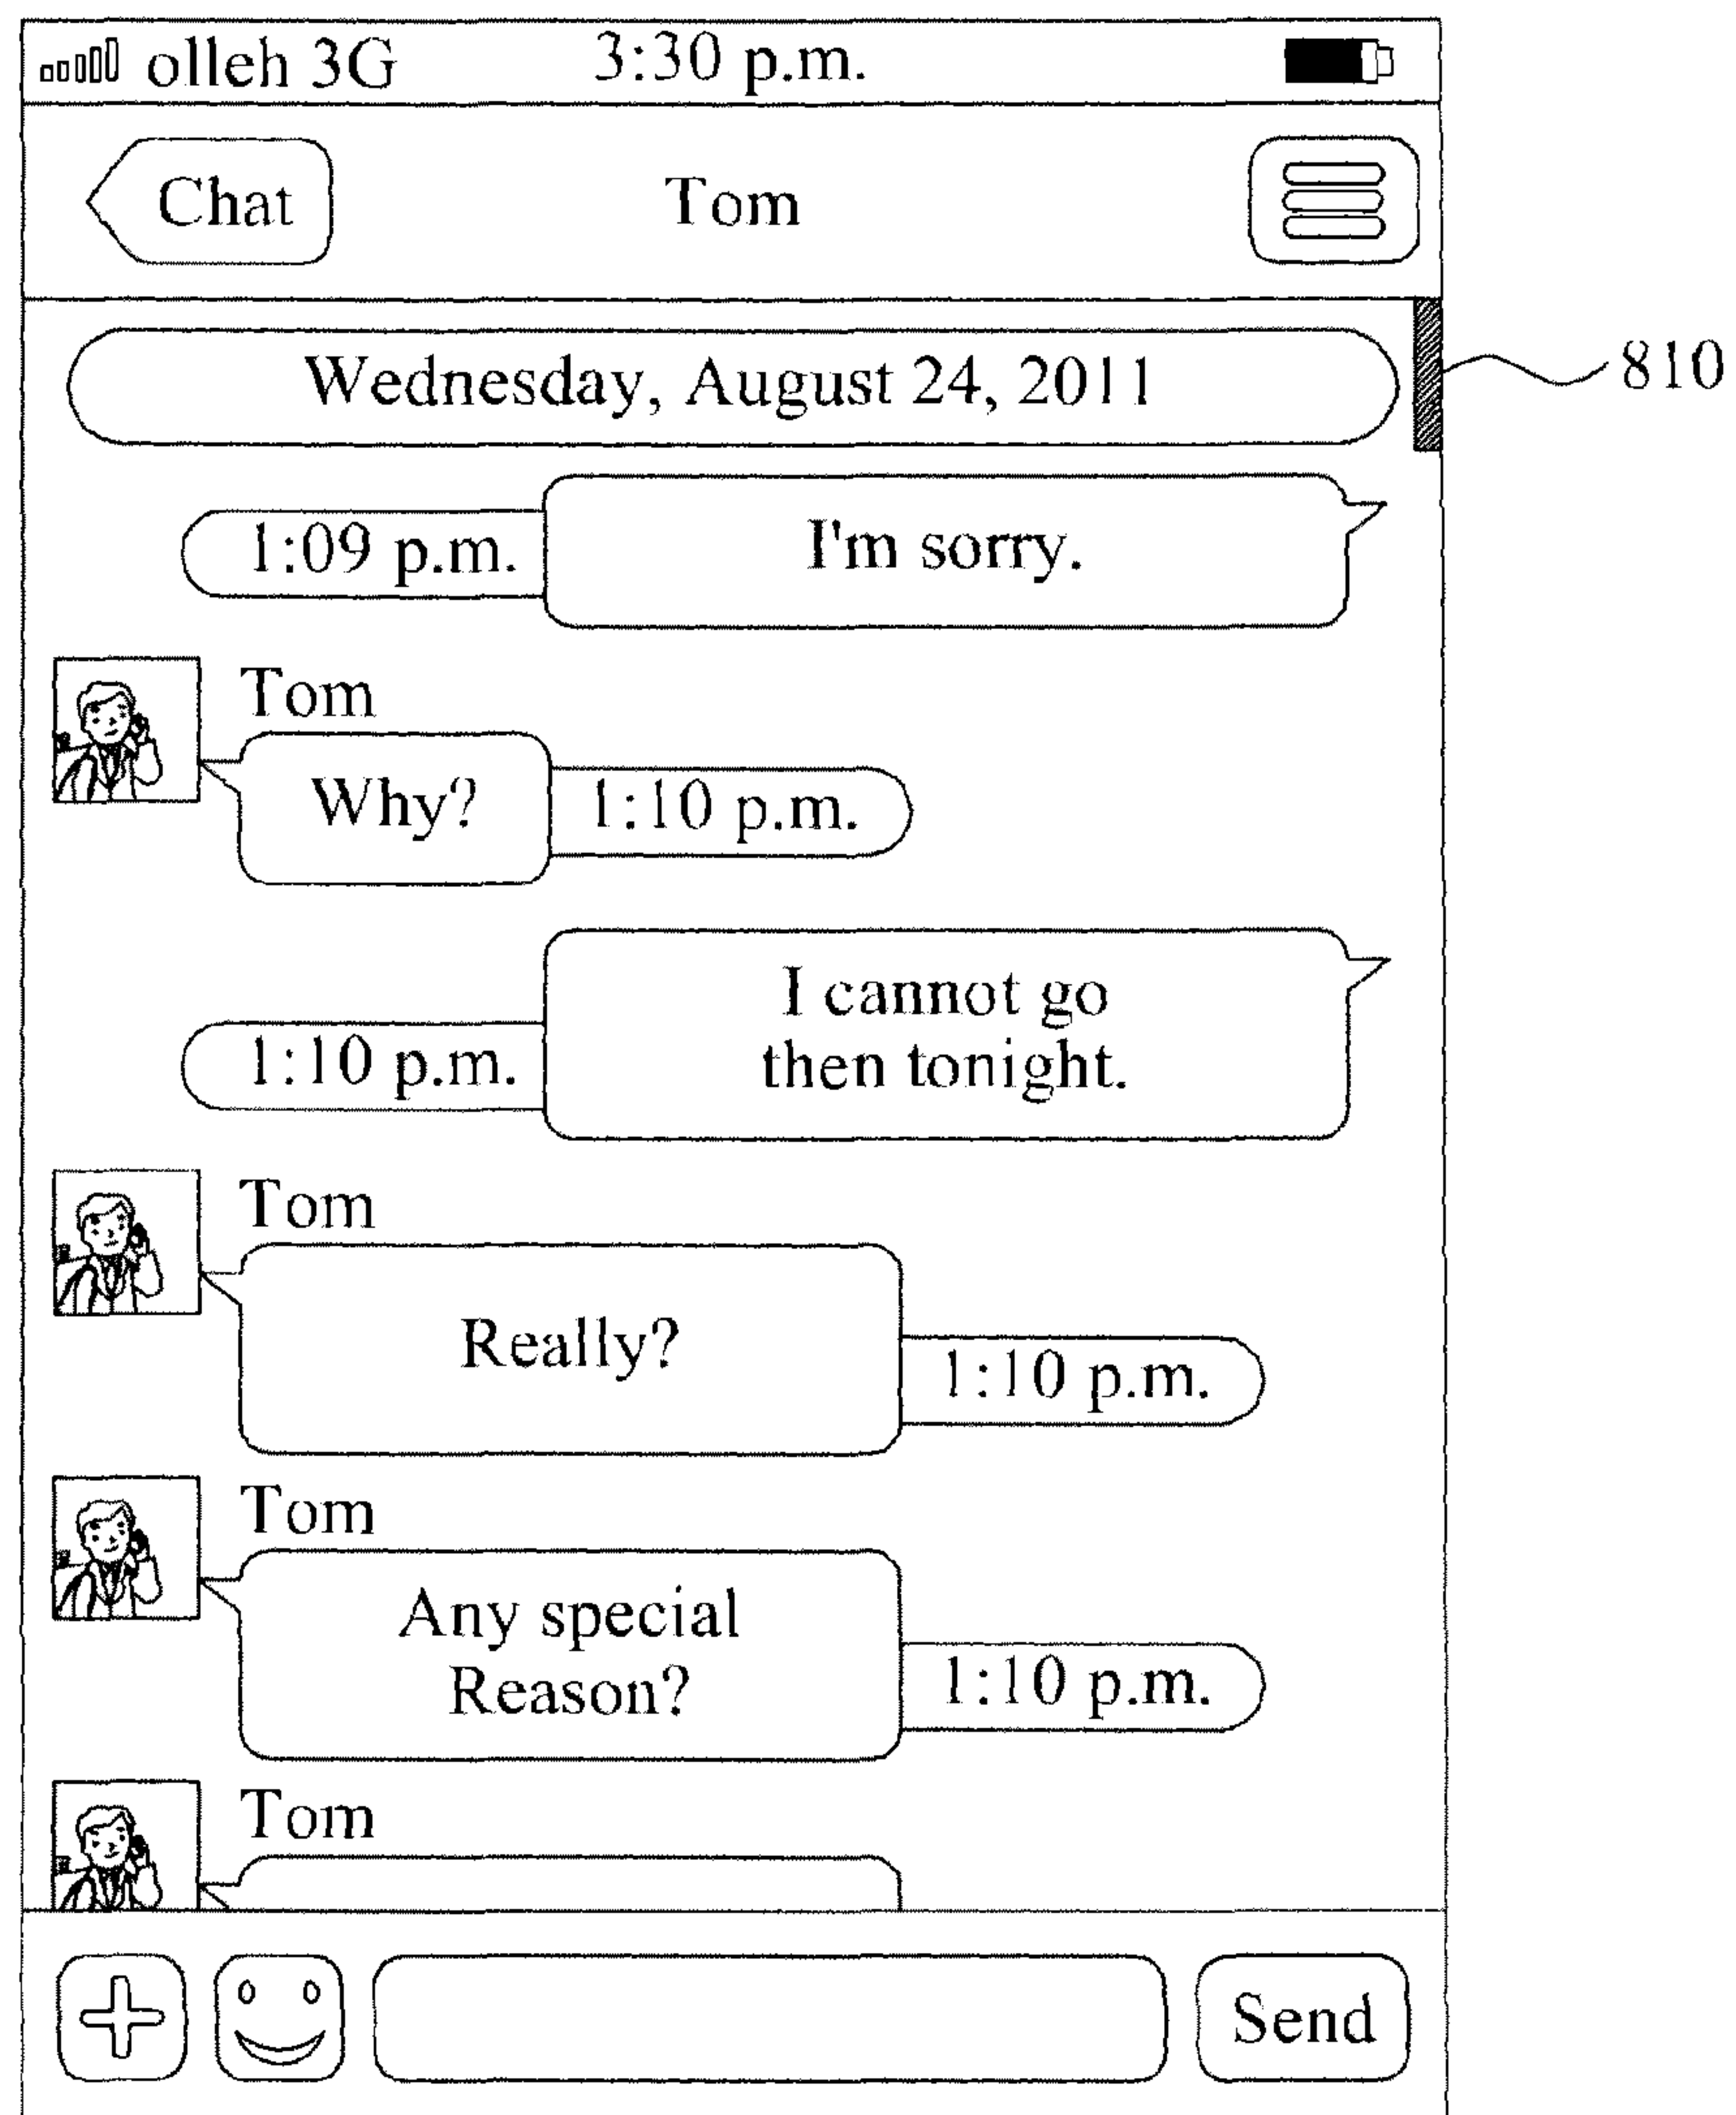 olleh 3G 3:30 p.m.
Chat Tom
Wednesday, August 24, 2011
810
1:09 p.m. I'm sorry.
Tom
Why? 1:10 p.m.
I cannot go
then tonight.
1:10 p.m.
Tom
Really?
1:10 p.m.
Tom
Any special
Reason?
1:10 p.m.
Tom
Send